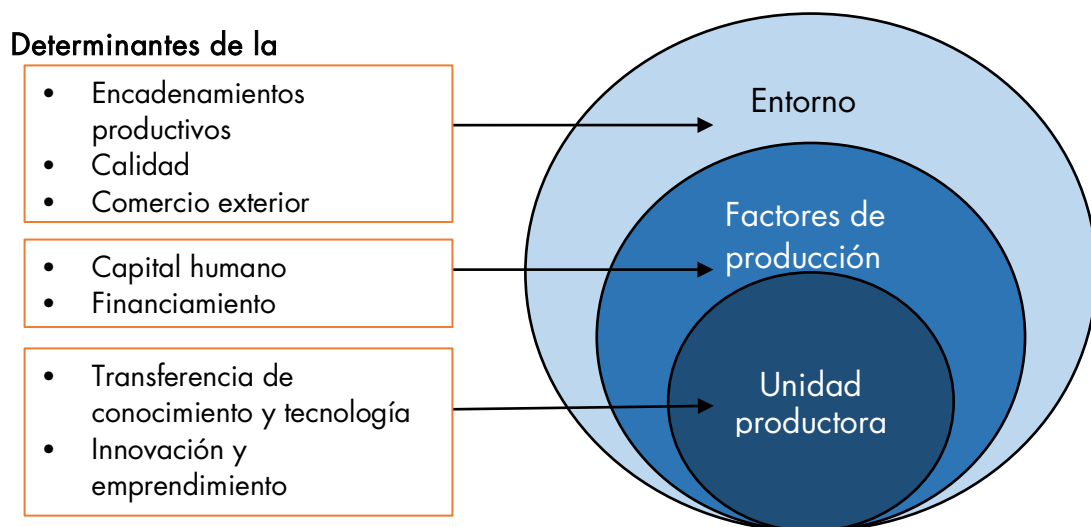 Determinantes de la
• Encadenamientos
productivos
• Calidad
• Comercio exterior
• Capital humano
• Financiamiento
• Transferencia de
conocimiento y tecnología
• Innovación y
emprendimiento
Entorno
Factores de
producción
Unidad
productora